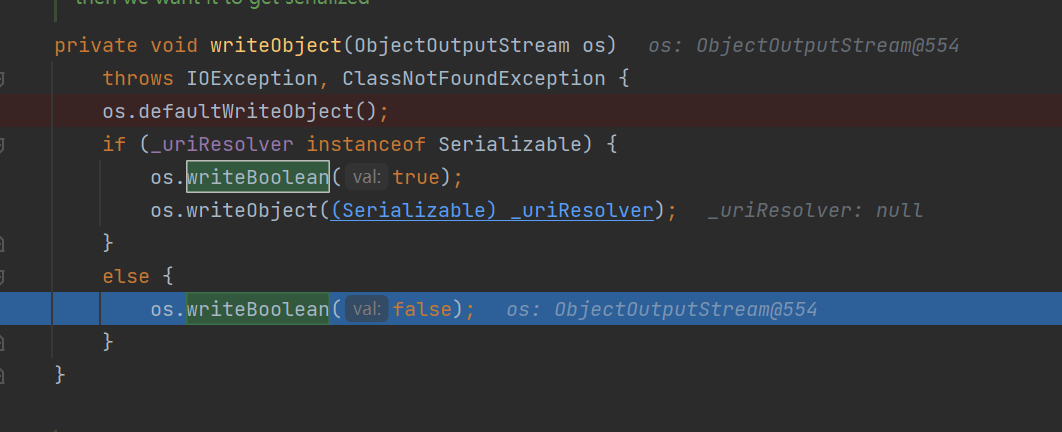 then we want it to get serialized
private void writeObject(ObjectOutputStream os)   os: ObjectOutputStream@554
    throws IOException, ClassNotFoundException {
    os.defaultWriteObject();
    if (_uriResolver instanceof Serializable) {
        os.writeBoolean( val: true);
        os.writeObject((Serializable) _uriResolver);   _uriResolver: null
    }
    else {
        os.writeBoolean( val: false);   os: ObjectOutputStream@554
    }
}